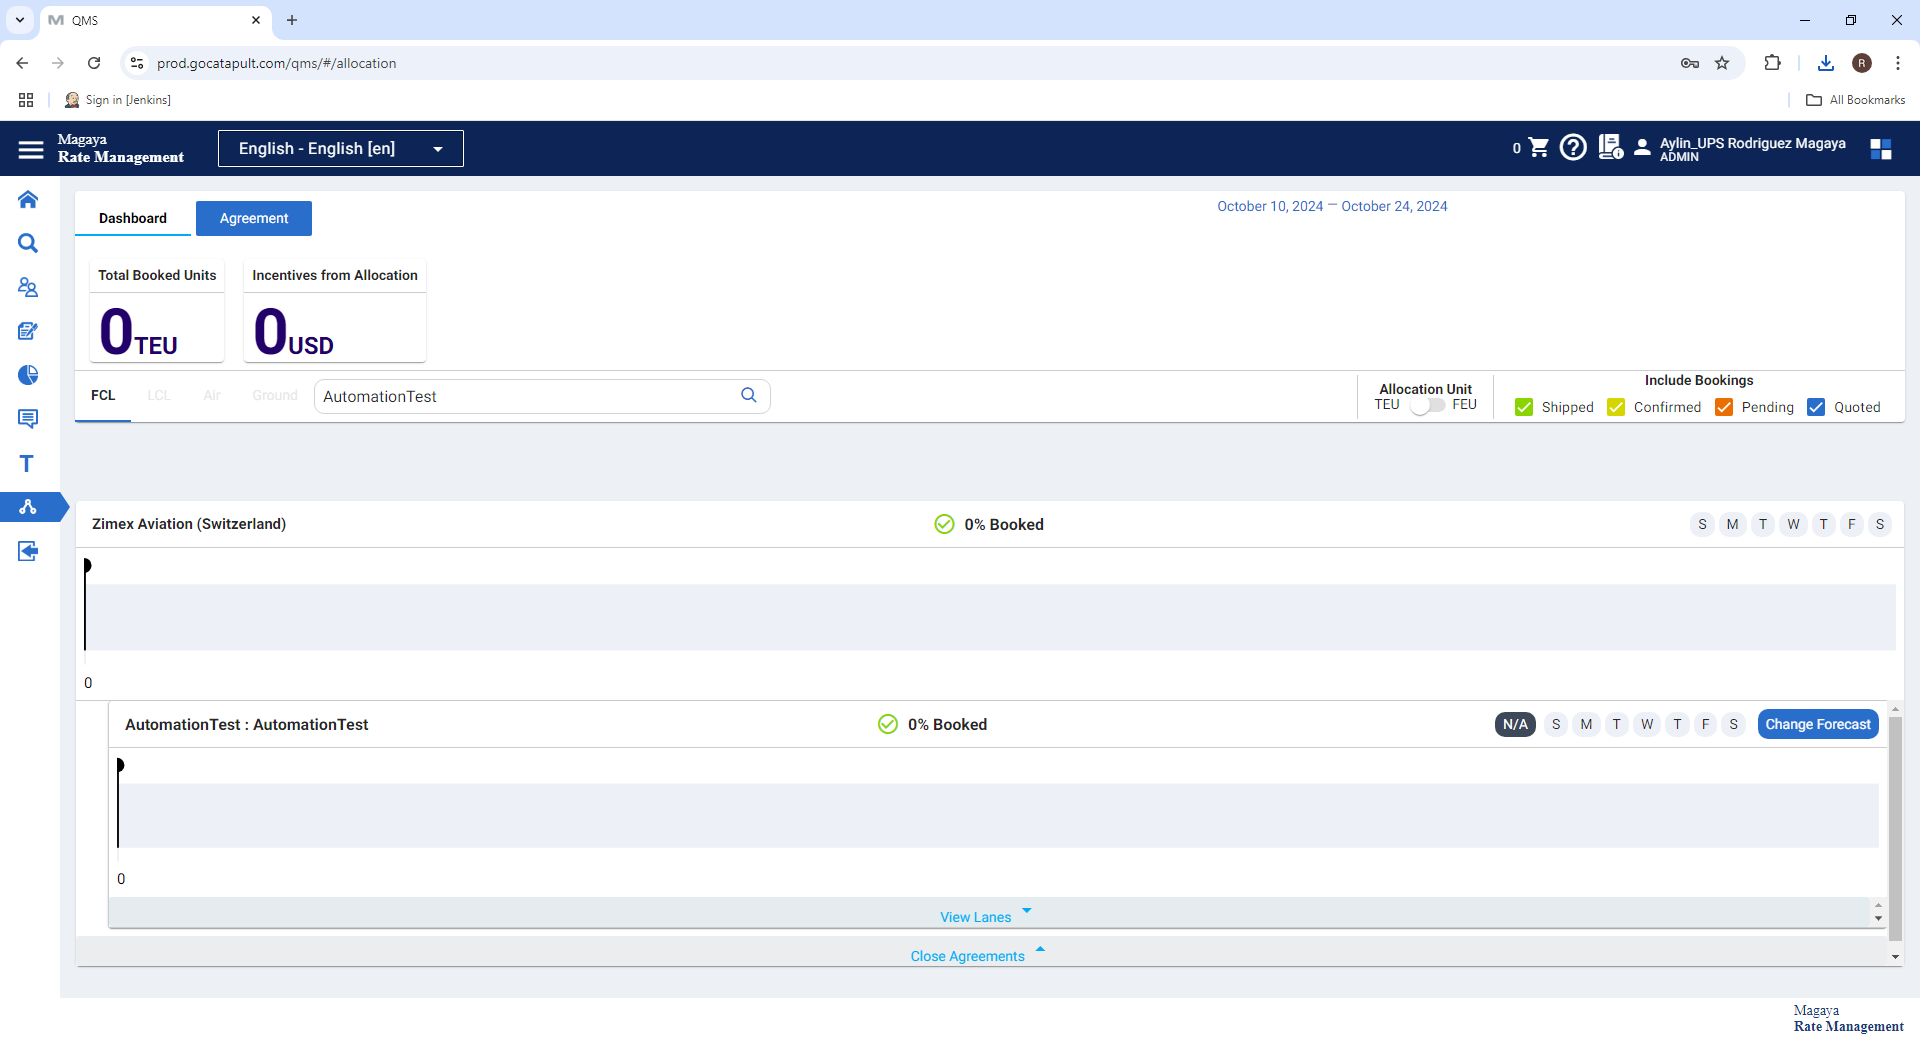 QMS
prod.gocatapult.com/qms/#/allocation
R
Sign in [Jenkins]
All Bookmarks
Magaya
Rate Management
English - English [en]
0
Aylin_UPS Rodriguez Magaya
ADMIN
Dashboard
Agreement
October 10, 2024 — October 24, 2024
Total Booked Units
Incentives from Allocation
0TEU
0USD
FCL
LCL
Air
Ground
AutomationTest
Allocation Unit
TEU
FEU
Include Bookings
Shipped
Confirmed
Pending
Quoted
T
Zimex Aviation (Switzerland)
0% Booked
S M T W T F S
0
AutomationTest : AutomationTest
0% Booked
N/A
S M T W T F S
Change Forecast
0
View Lanes
Close Agreements
Magaya
Rate Management